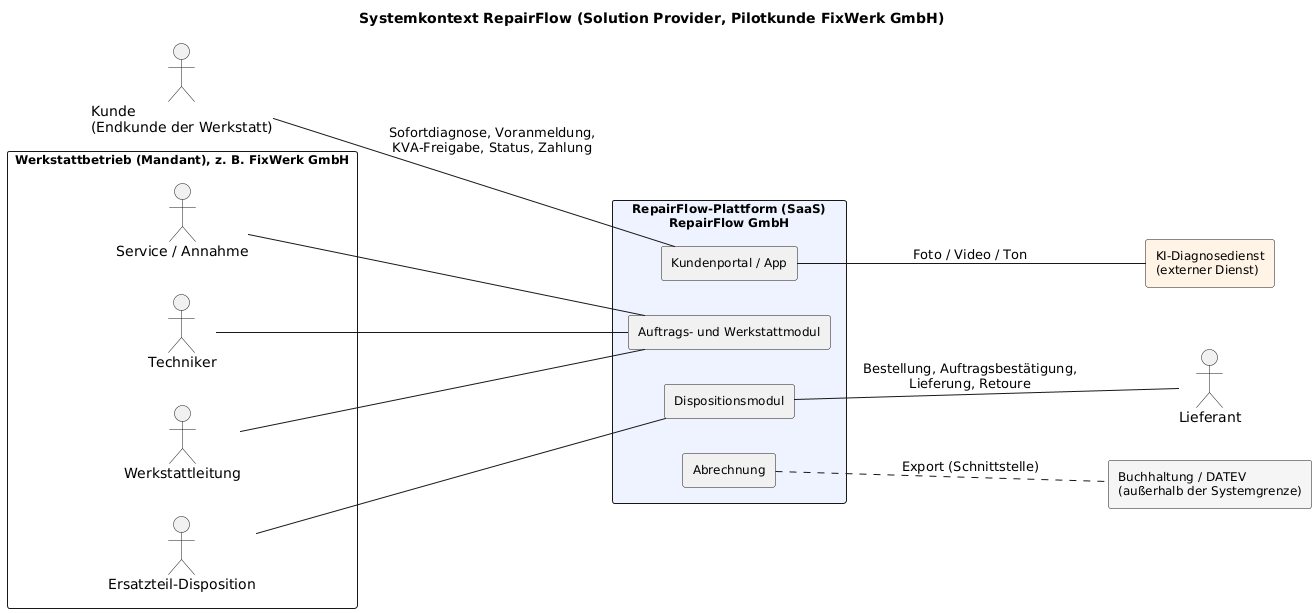 Systemkontext RepairFlow (Solution Provider, Pilotkunde FixWerk GmbH)
Kunde
(Endkunde der Werkstatt)
Sofortdiagnose, Voranmeldung,
KVA-Freigabe, Status, Zahlung
Werkstattbetrieb (Mandant), z. B. FixWerk GmbH
Service / Annahme
Techniker
Werkstattleitung
Ersatzteil-Disposition
RepairFlow-Plattform (SaaS)
RepairFlow GmbH
Kundenportal / App
Auftrags- und Werkstattmodul
Dispositionsmodul
Abrechnung
Foto / Video / Ton
KI-Diagnosedienst
(externer Dienst)
Bestellung, Auftragsbestätigung,
Lieferung, Retoure
Lieferant
Export (Schnittstelle)
Buchhaltung / DATEV
(außerhalb der Systemgrenze)